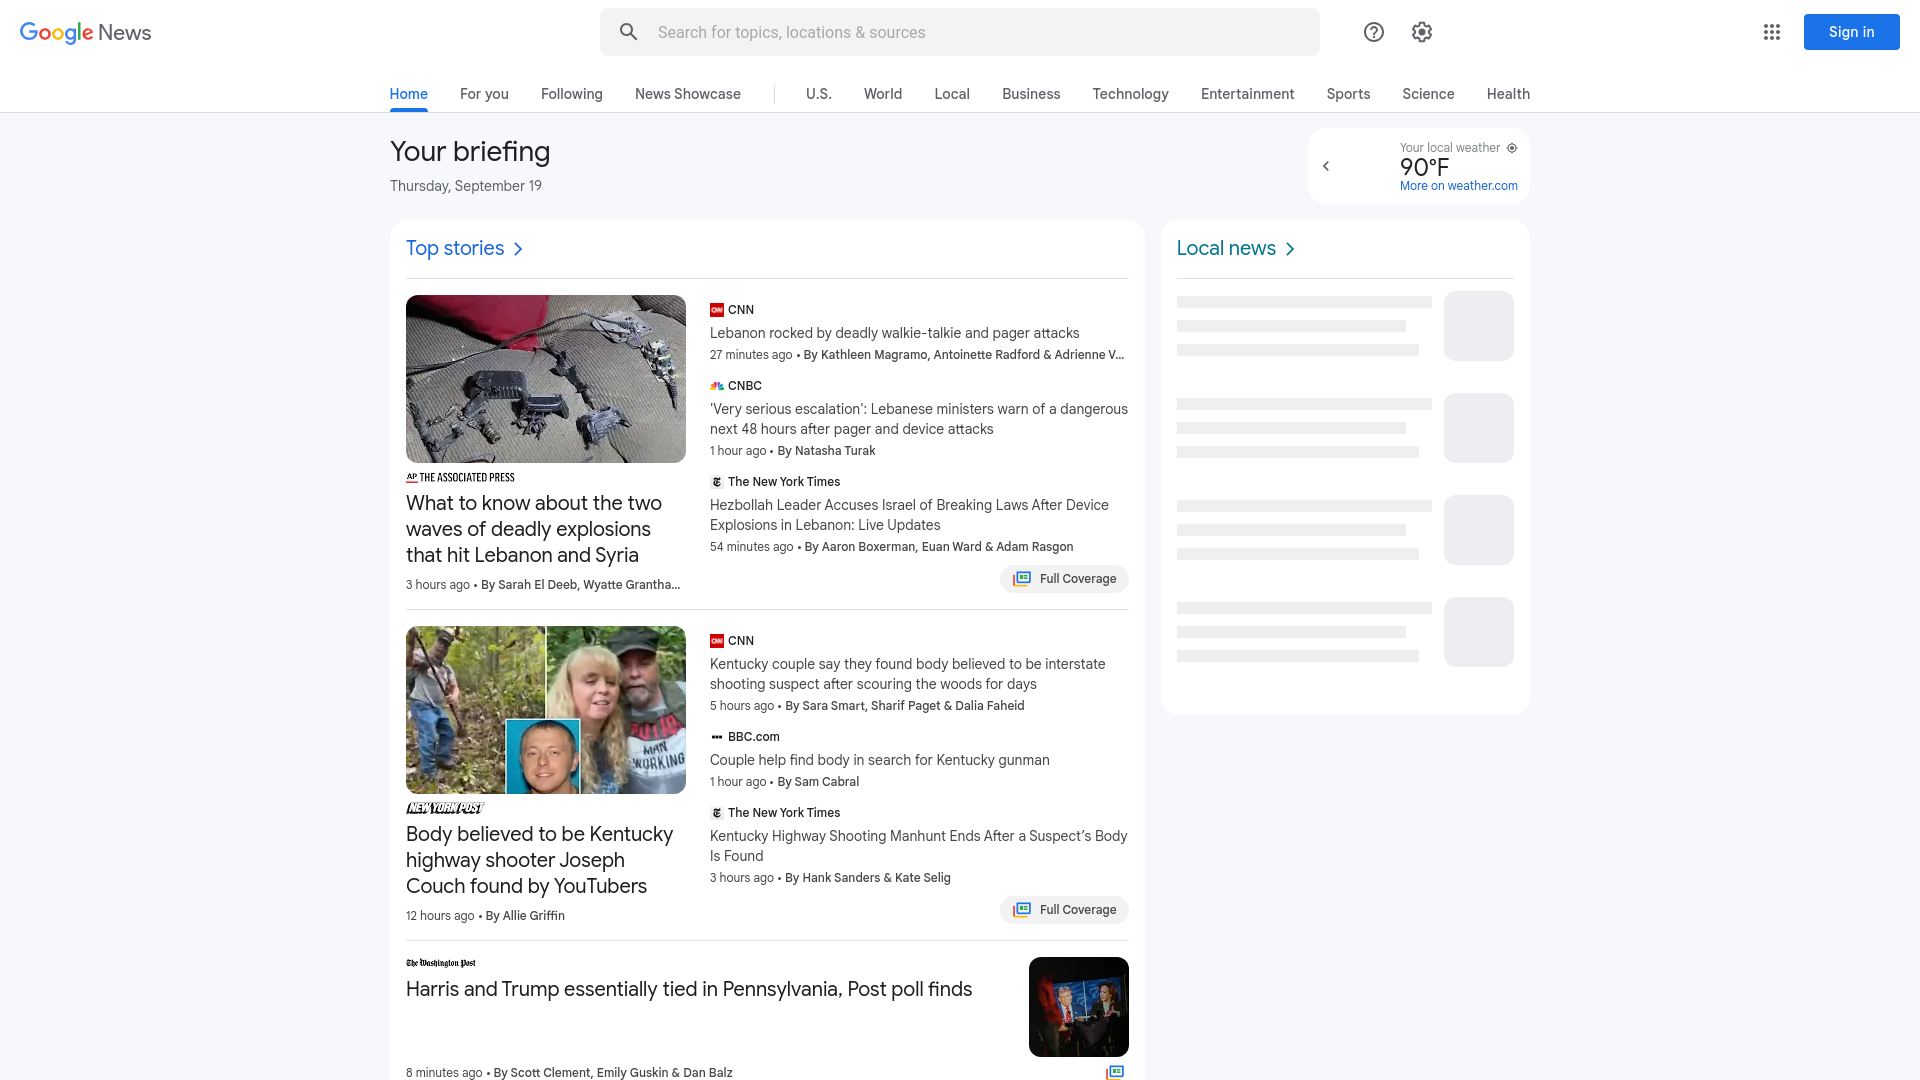 Google News
Search for topics, locations & sources
Sign in
Home
For you
Following
News Showcase
U.S.
World
Local
Business
Technology
Entertainment
Sports
Science
Health
Your briefing
Thursday, September 19
Your local weather
90°F
More on weather.com
Top stories
AP THE ASSOCIATED PRESS
What to know about the two
waves of deadly explosions
that hit Lebanon and Syria
3 hours ago • By Sarah El Deeb, Wyatte Grantha...
CNN
Lebanon rocked by deadly walkie-talkie and pager attacks
27 minutes ago • By Kathleen Magramo, Antoinette Radford & Adrienne V...
CNBC
'Very serious escalation': Lebanese ministers warn of a dangerous
next 48 hours after pager and device attacks
1 hour ago • By Natasha Turak
The New York Times
Hezbollah Leader Accuses Israel of Breaking Laws After Device
Explosions in Lebanon: Live Updates
54 minutes ago • By Aaron Boxerman, Euan Ward & Adam Rasgon
Full Coverage
MAN
WORKING
NEW YORK POST
Body believed to be Kentucky
highway shooter Joseph
Couch found by YouTubers
12 hours ago • By Allie Griffin
CNN
Kentucky couple say they found body believed to be interstate
shooting suspect after scouring the woods for days
5 hours ago • By Sara Smart, Sharif Paget & Dalia Faheid
BBC.com
Couple help find body in search for Kentucky gunman
1 hour ago • By Sam Cabral
The New York Times
Kentucky Highway Shooting Manhunt Ends After a Suspect’s Body
Is Found
3 hours ago • By Hank Sanders & Kate Selig
Full Coverage
The Washington Post
Harris and Trump essentially tied in Pennsylvania, Post poll finds
8 minutes ago • By Scott Clement, Emily Guskin & Dan Balz
Local news